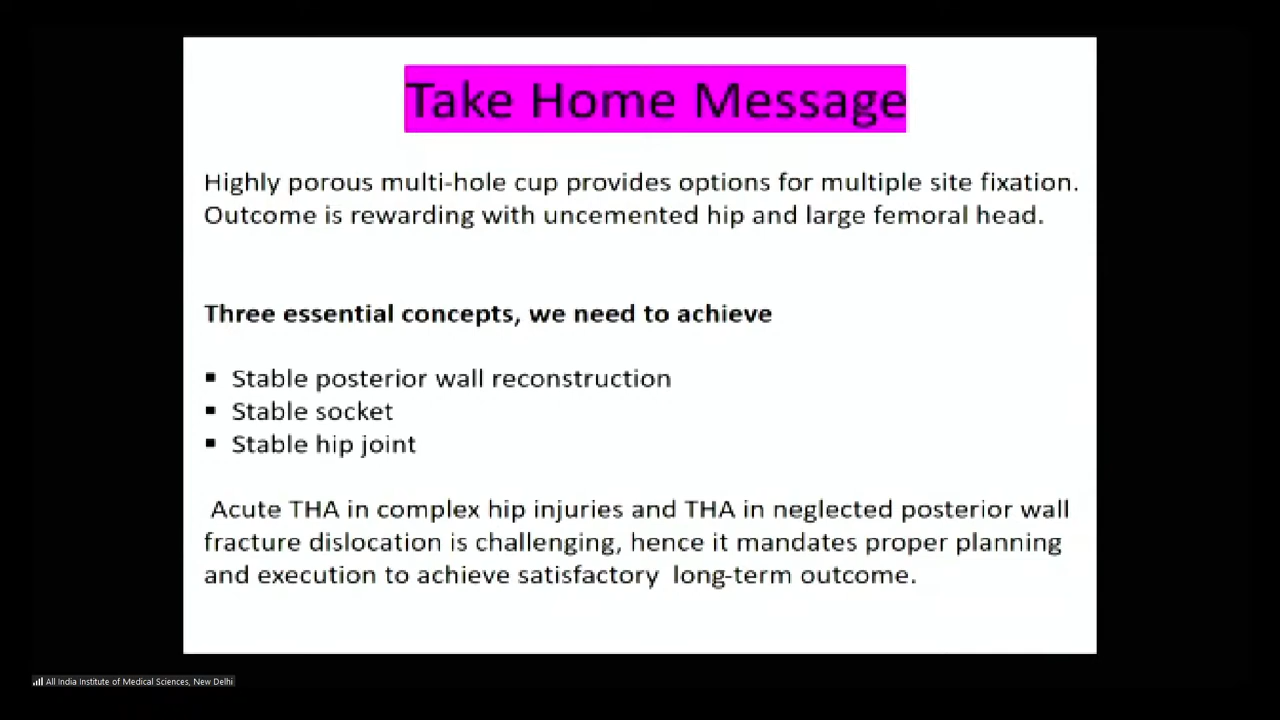 Take Home Message
Highly porous multi-hole cup provides options for multiple site fixation.
Outcome is rewarding with uncemented hip and large femoral head.
Three essential concepts, we need to achieve
▪ Stable posterior wall reconstruction
▪ Stable socket
▪ Stable hip joint
Acute THA in complex hip injuries and THA in neglected posterior wall
fracture dislocation is challenging, hence it mandates proper planning
and execution to achieve satisfactory long-term outcome.
All India Institute of Medical Sciences, New Delhi